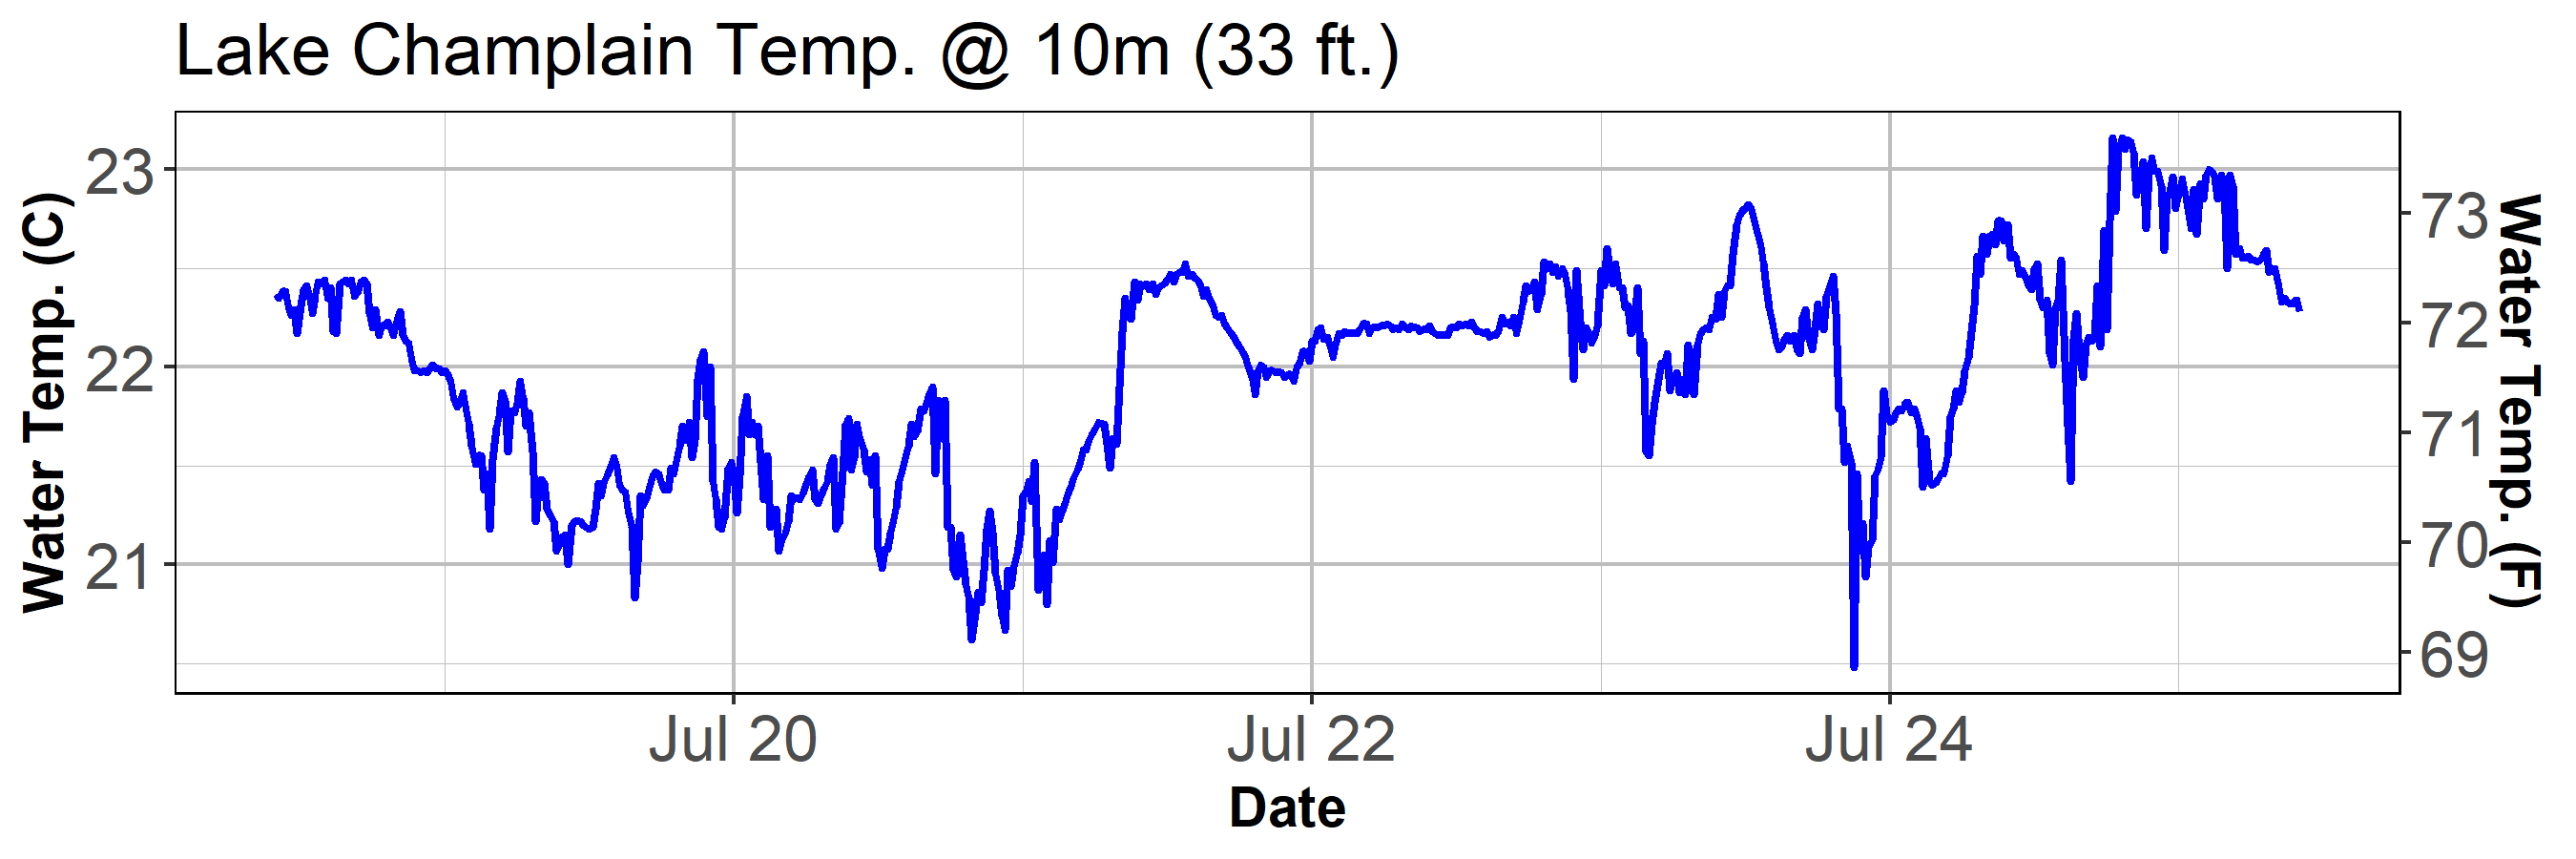 Lake Champlain Temp. @ 10m (33 ft.)
Water Temp. (C)
23
22
21
73
72
71
70
69
Water Temp. (F)
Jul 20
Jul 22
Jul 24
Date